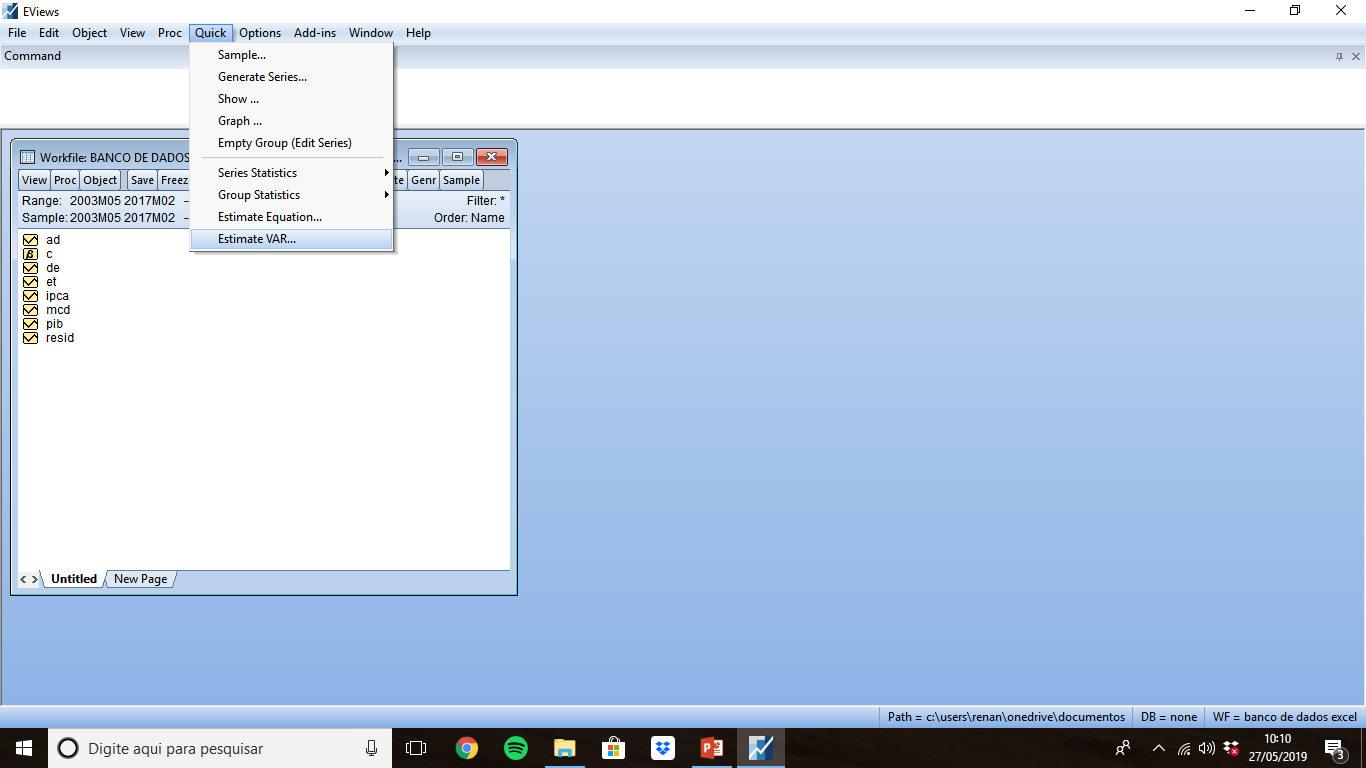 EViews
File Edit Object View Proc Quick Options Add-ins Window Help
Command
Sample...
Generate Series...
Show ...
Graph ...
Empty Group (Edit Series)
Series Statistics
Group Statistics
Estimate Equation...
Estimate VAR...
Workfile: BANCO DE DADOS ...
View Proc Object Save Freez te Genr Sample
Range: 2003M05 2017M02 -- Filter: *
Sample: 2003M05 2017M02 -- Order: Name
ad
β c
de
et
ipca
mcd
pib
resid
< > Untitled New Page
Path = c:\users\renan\onedrive\documentos DB = none WF = banco de dados excel
Digite aqui para pesquisar
10:10
27/05/2019
3